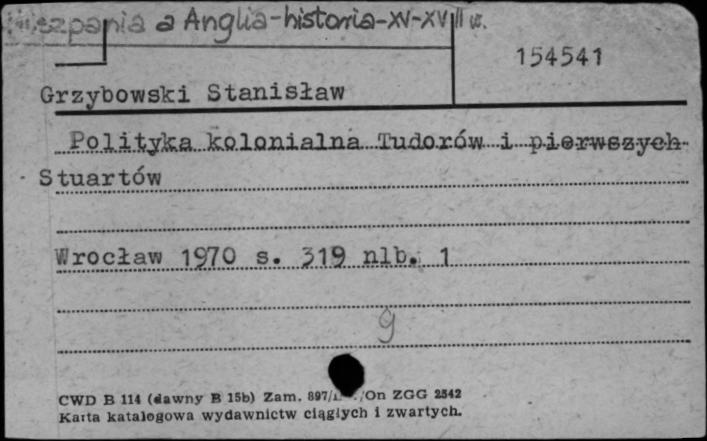 Hiszpania a Anglia-historia-XV-XVII w.
154541
Grzybowski Stanisław
Polityka kolonialna Tudorów i pierwszych
Stuartów
Wrocław 1970 s. 319 nlb. 1
g
CWD B 114 (dawny B 15b) Zam. 897/ /On ZGG 2542
Karta katalogowa wydawnictw ciągłych i zwartych.